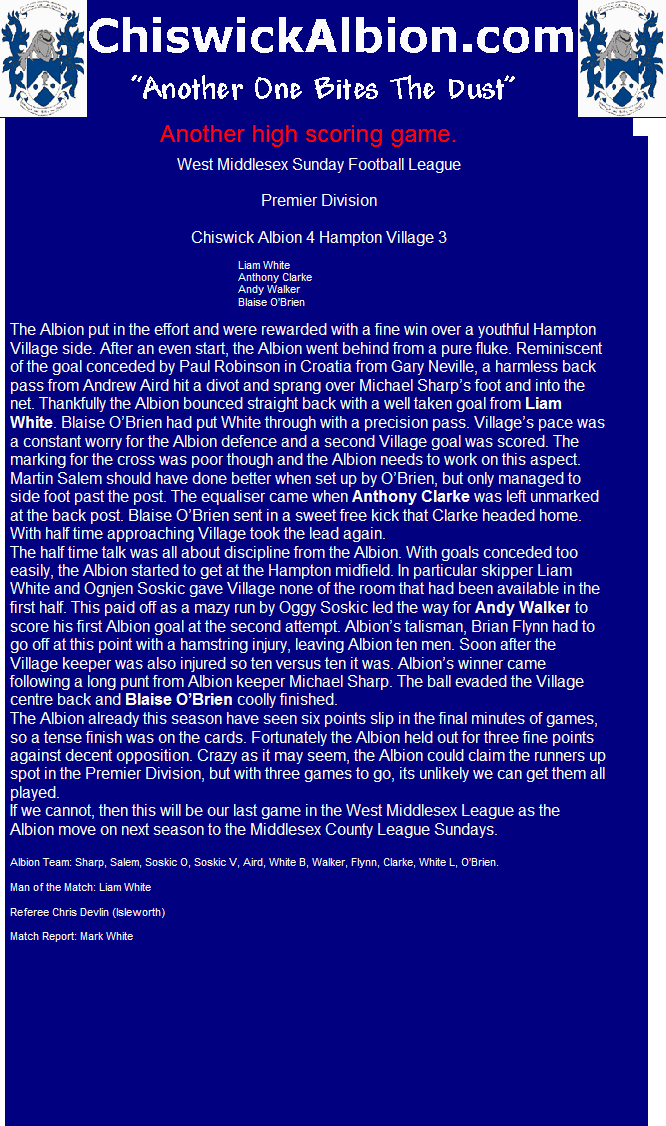 ChiswickAlbion.com
"Another One Bites The Dust"
Another high scoring game.
West Middlesex Sunday Football League
Premier Division
Chiswick Albion 4 Hampton Village 3
Liam White
Anthony Clarke
Andy Walker
Blaise O'Brien
The Albion put in the effort and were rewarded with a fine win over a youthful Hampton
Village side. After an even start, the Albion went behind from a pure fluke. Reminiscent
of the goal conceded by Paul Robinson in Croatia from Gary Neville, a harmless back
pass from Andrew Aird hit a divot and sprang over Michael Sharp's foot and into the
net. Thankfully the Albion bounced straight back with a well taken goal from Liam
White. Blaise O'Brien had put White through with a precision pass. Village's pace was
a constant worry for the Albion defence and a second Village goal was scored. The
marking for the cross was poor though and the Albion needs to work on this aspect.
Martin Salem should have done better when set up by O'Brien, but only managed to
side foot past the post. The equaliser came when Anthony Clarke was left unmarked
at the back post. Blaise O'Brien sent in a sweet free kick that Clarke headed home.
With half time approaching Village took the lead again.
The half time talk was all about discipline from the Albion. With goals conceded too
easily, the Albion started to get at the Hampton midfield. In particular skipper Liam
White and Ognjen Soskic gave Village none of the room that had been available in the
first half. This paid off as a mazy run by Oggy Soskic led the way for Andy Walker to
score his first Albion goal at the second attempt. Albion's talisman, Brian Flynn had to
go off at this point with a hamstring injury, leaving Albion ten men. Soon after the
Village keeper was also injured so ten versus ten it was. Albion's winner came
following a long punt from Albion keeper Michael Sharp. The ball evaded the Village
centre back and Blaise O'Brien coolly finished.
The Albion already this season have seen six points slip in the final minutes of games,
so a tense finish was on the cards. Fortunately the Albion held out for three fine points
against decent opposition. Crazy as it may seem, the Albion could claim the runners up
spot in the Premier Division, but with three games to go, its unlikely we can get them all
played.
If we cannot, then this will be our last game in the West Middlesex League as the
Albion move on next season to the Middlesex County League Sundays.
Albion Team: Sharp, Salem, Soskic O, Soskic V, Aird, White B, Walker, Flynn, Clarke, White L, O'Brien.
Man of the Match: Liam White
Referee Chris Devlin (Isleworth)
Match Report: Mark White